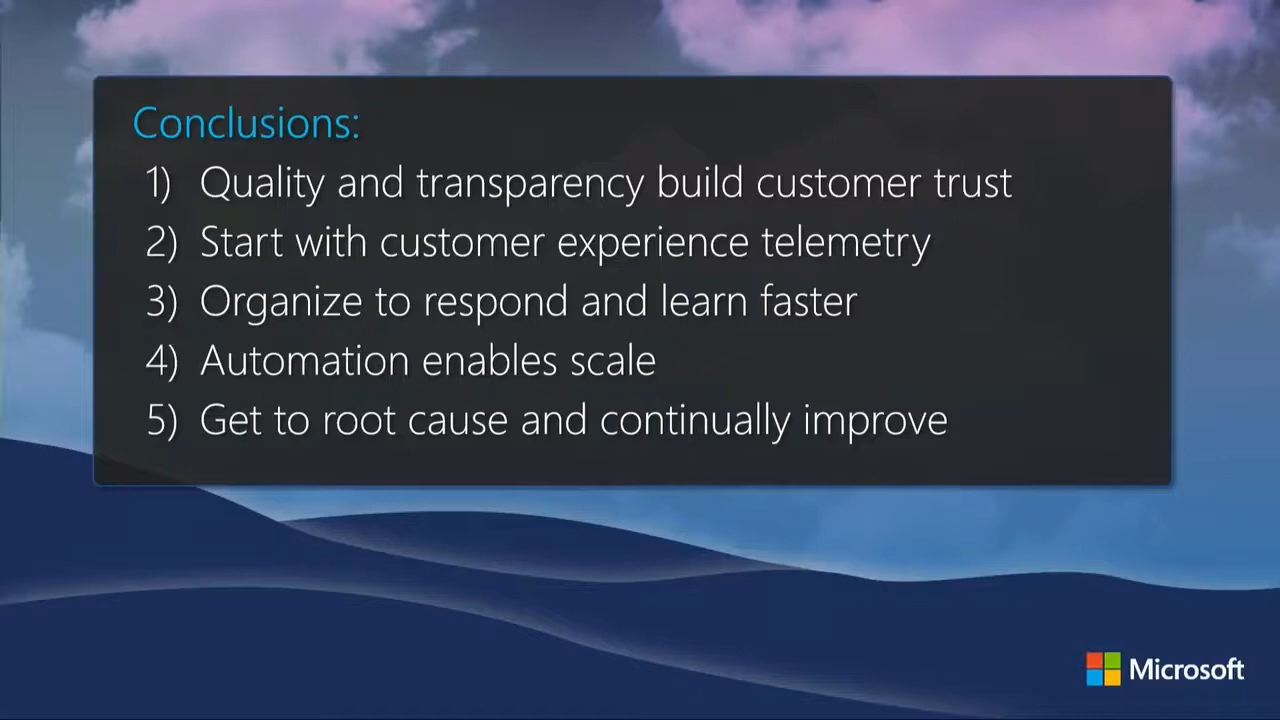 Conclusions:
1) Quality and transparency build customer trust
2) Start with customer experience telemetry
3) Organize to respond and learn faster
4) Automation enables scale
5) Get to root cause and continually improve
Microsoft